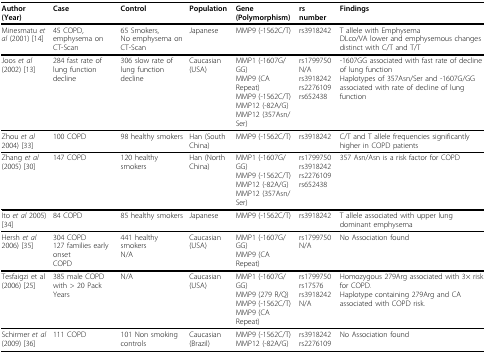 Author (Year) Case Control Population Gene (Polymorphism) rs number Findings
Minesmatu et al (2001) [14] 45 COPD, emphysema on CT-Scan 65 Smokers, No emphysema on CT-Scan Japanese MMP9 (-1562C/T) rs3918242 T allele with Emphysema DLco/VA lower and emphysemous changes distinct with C/T and T/T
Joos et al (2002) [13] 284 fast rate of lung function decline 306 slow rate of lung function decline Caucasian (USA) MMP1 (-1607G/GG) MMP9 (CA Repeat) MMP9 (-1562C/T) MMP12 (-82A/G) MMP12 (357Asn/Ser) rs1799750 N/A rs3918242 rs2276109 rs652438 -1607GG associated with fast rate of decline of lung function Haplotypes of 357Asn/Ser and -1607G/GG associated with rate of decline of lung function
Zhou et al 2004) [33] 100 COPD 98 healthy smokers Han (South China) MMP9 (-1562C/T) rs3918242 C/T and T allele frequencies significantly higher in COPD patients
Zhang et al (2005) [30] 147 COPD 120 healthy smokers Han (North China) MMP1 (-1607G/GG) MMP9 (-1562C/T) MMP12 (-82A/G) MMP12 (357Asn/Ser) rs1799750 rs3918242 rs2276109 rs652438 357 Asn/Asn is a risk factor for COPD
Ito et al 2005) [34] 84 COPD 85 healthy smokers Japanese MMP9 (-1562C/T) rs3918242 T allele associated with upper lung dominant emphysema
Hersh et al 2006) [35] 304 COPD 127 families early onset COPD 441 healthy smokers N/A Caucasian (USA) MMP1 (-1607G/GG) MMP9 (CA Repeat) rs1799750 N/A No Association found
Tesfaigzi et al (2006) [25] 385 male COPD with > 20 Pack Years N/A Caucasian (USA) MMP1 (-1607G/GG) MMP9 (279 R/Q) MMP9 (-1562C/T) MMP9 (CA Repeat) rs1799750 rs17576 rs3918242 N/A Homozygous 279Arg associated with 3× risk for COPD. Haplotype containing 279Arg and CA associated with COPD risk.
Schirmer et al (2009) [36] 111 COPD 101 Non smoking controls Caucasian (Brazil) MMP9 (-1562C/T) MMP12 (-82A/G) rs3918242 rs2276109 No Association found